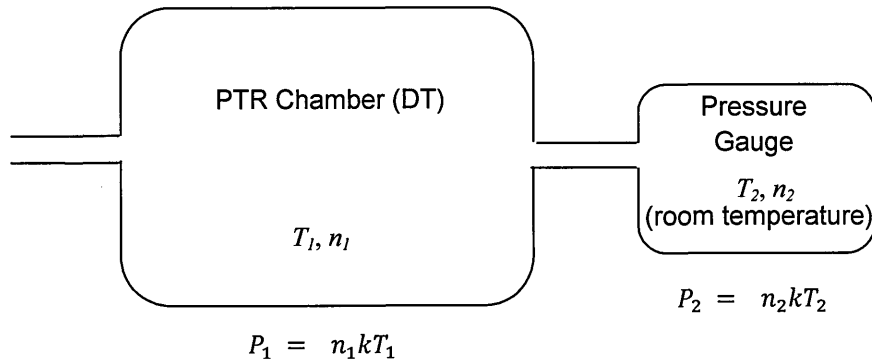 PTR Chamber (DT)
T₁, n₁
P₁ = n₁kT₁
Pressure
Gauge
T₂, n₂
(room temperature)
P₂ = n₂kT₂